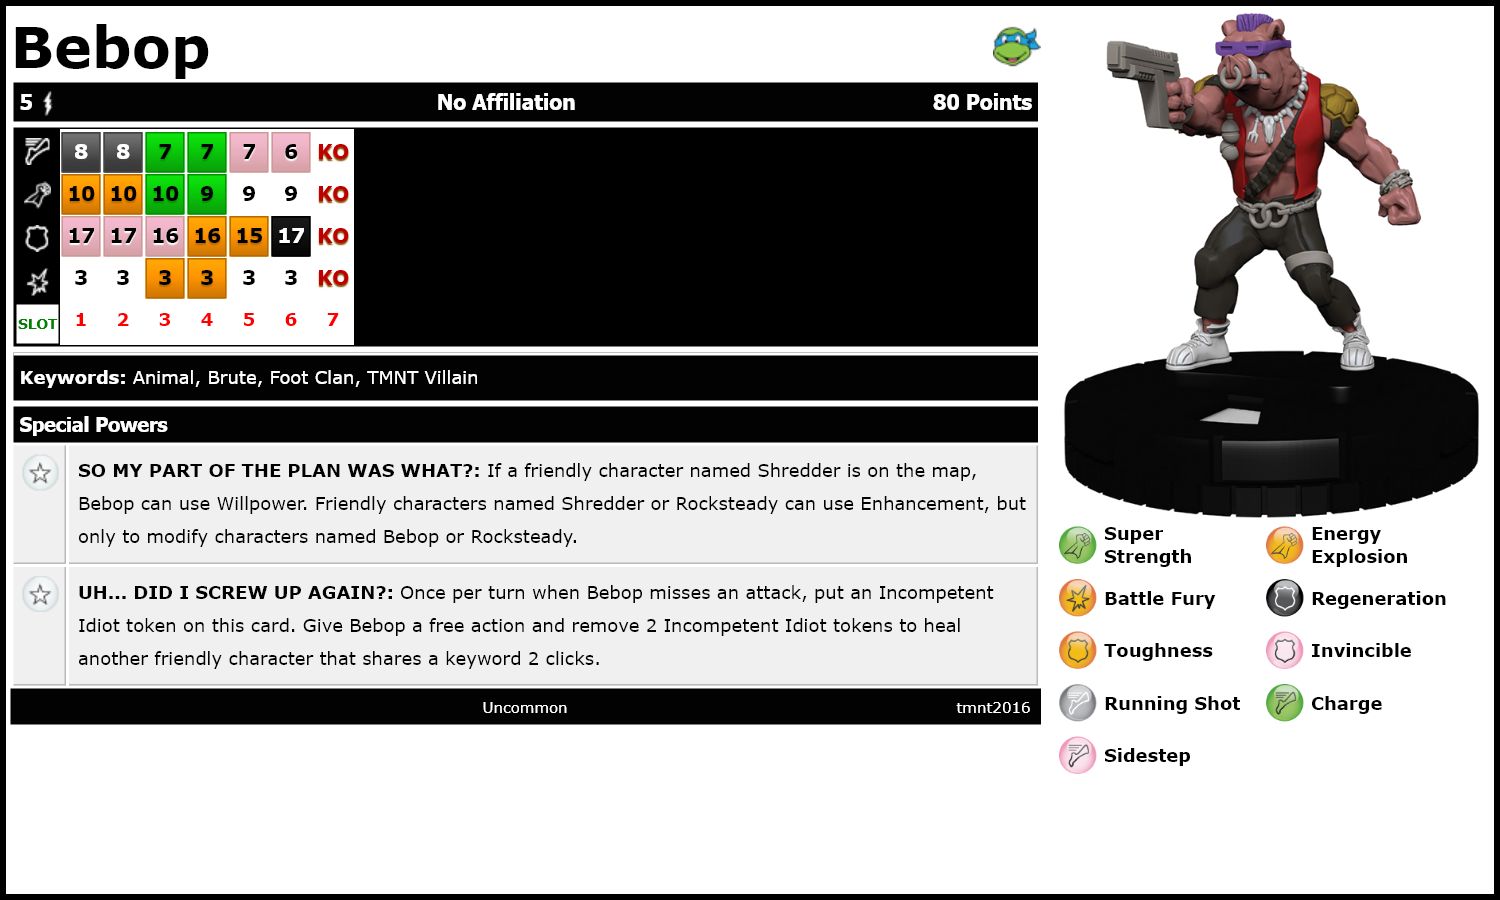 Bebop
5 No Affiliation 80 Points
8 8 7 7 7 6 KO
10 10 10 9 9 9 KO
17 17 16 16 15 17 KO
3 3 3 3 3 3 KO
SLOT 1 2 3 4 5 6 7
Keywords: Animal, Brute, Foot Clan, TMNT Villain
Special Powers
SO MY PART OF THE PLAN WAS WHAT?: If a friendly character named Shredder is on the map,
Bebop can use Willpower. Friendly characters named Shredder or Rocksteady can use Enhancement, but
only to modify characters named Bebop or Rocksteady.
UH... DID I SCREW UP AGAIN?: Once per turn when Bebop misses an attack, put an Incompetent
Idiot token on this card. Give Bebop a free action and remove 2 Incompetent Idiot tokens to heal
another friendly character that shares a keyword 2 clicks.
Uncommon tmnt2016
Super
Strength
Energy
Explosion
Battle Fury
Regeneration
Toughness
Invincible
Running Shot
Charge
Sidestep